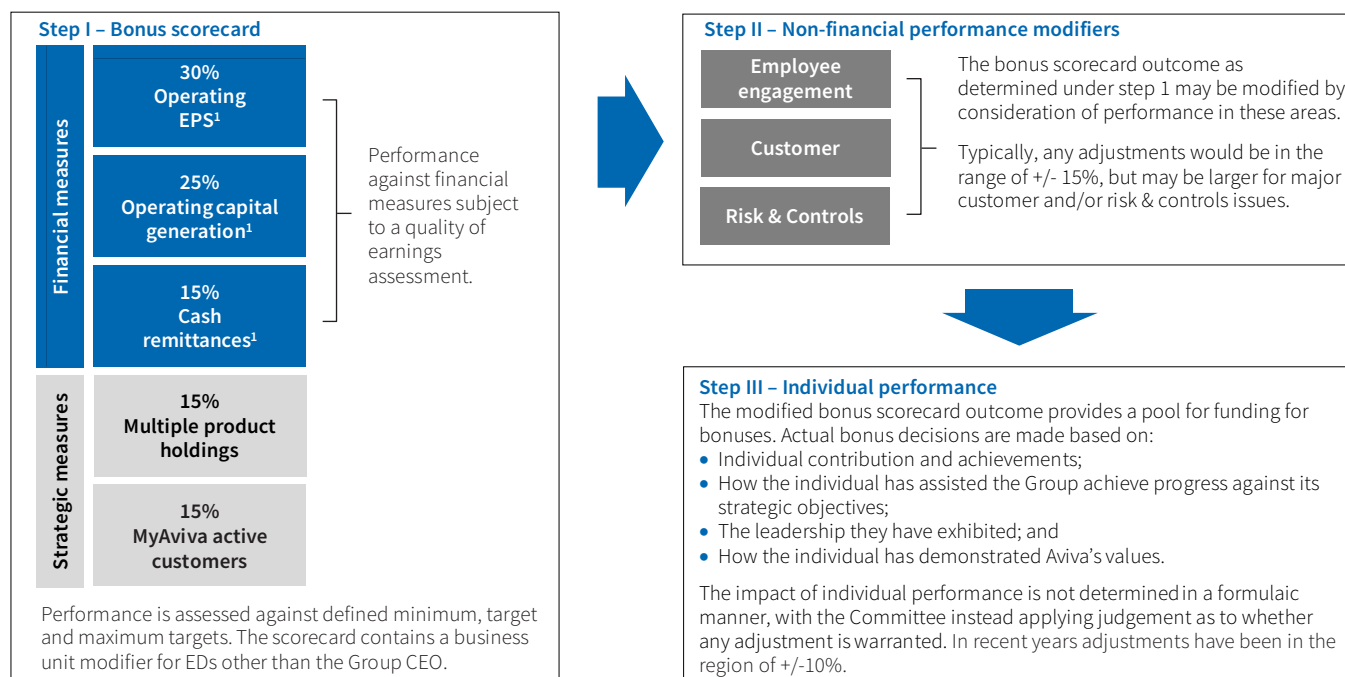 Step I – Bonus scorecard
Financial measures
30%
Operating
EPS¹
25%
Operating capital
generation¹
15%
Cash
remittances¹
Performance
against financial
measures subject
to a quality of
earnings
assessment.
Strategic measures
15%
Multiple product
holdings
15%
MyAviva active
customers
Performance is assessed against defined minimum, target
and maximum targets. The scorecard contains a business
unit modifier for EDs other than the Group CEO.
Step II – Non-financial performance modifiers
Employee
engagement
Customer
Risk & Controls
The bonus scorecard outcome as
determined under step 1 may be modified by
consideration of performance in these areas.
Typically, any adjustments would be in the
range of +/- 15%, but may be larger for major
customer and/or risk & controls issues.
Step III – Individual performance
The modified bonus scorecard outcome provides a pool for funding for
bonuses. Actual bonus decisions are made based on:
• Individual contribution and achievements;
• How the individual has assisted the Group achieve progress against its
strategic objectives;
• The leadership they have exhibited; and
• How the individual has demonstrated Aviva's values.
The impact of individual performance is not determined in a formulaic
manner, with the Committee instead applying judgement as to whether
any adjustment is warranted. In recent years adjustments have been in the
region of +/-10%.